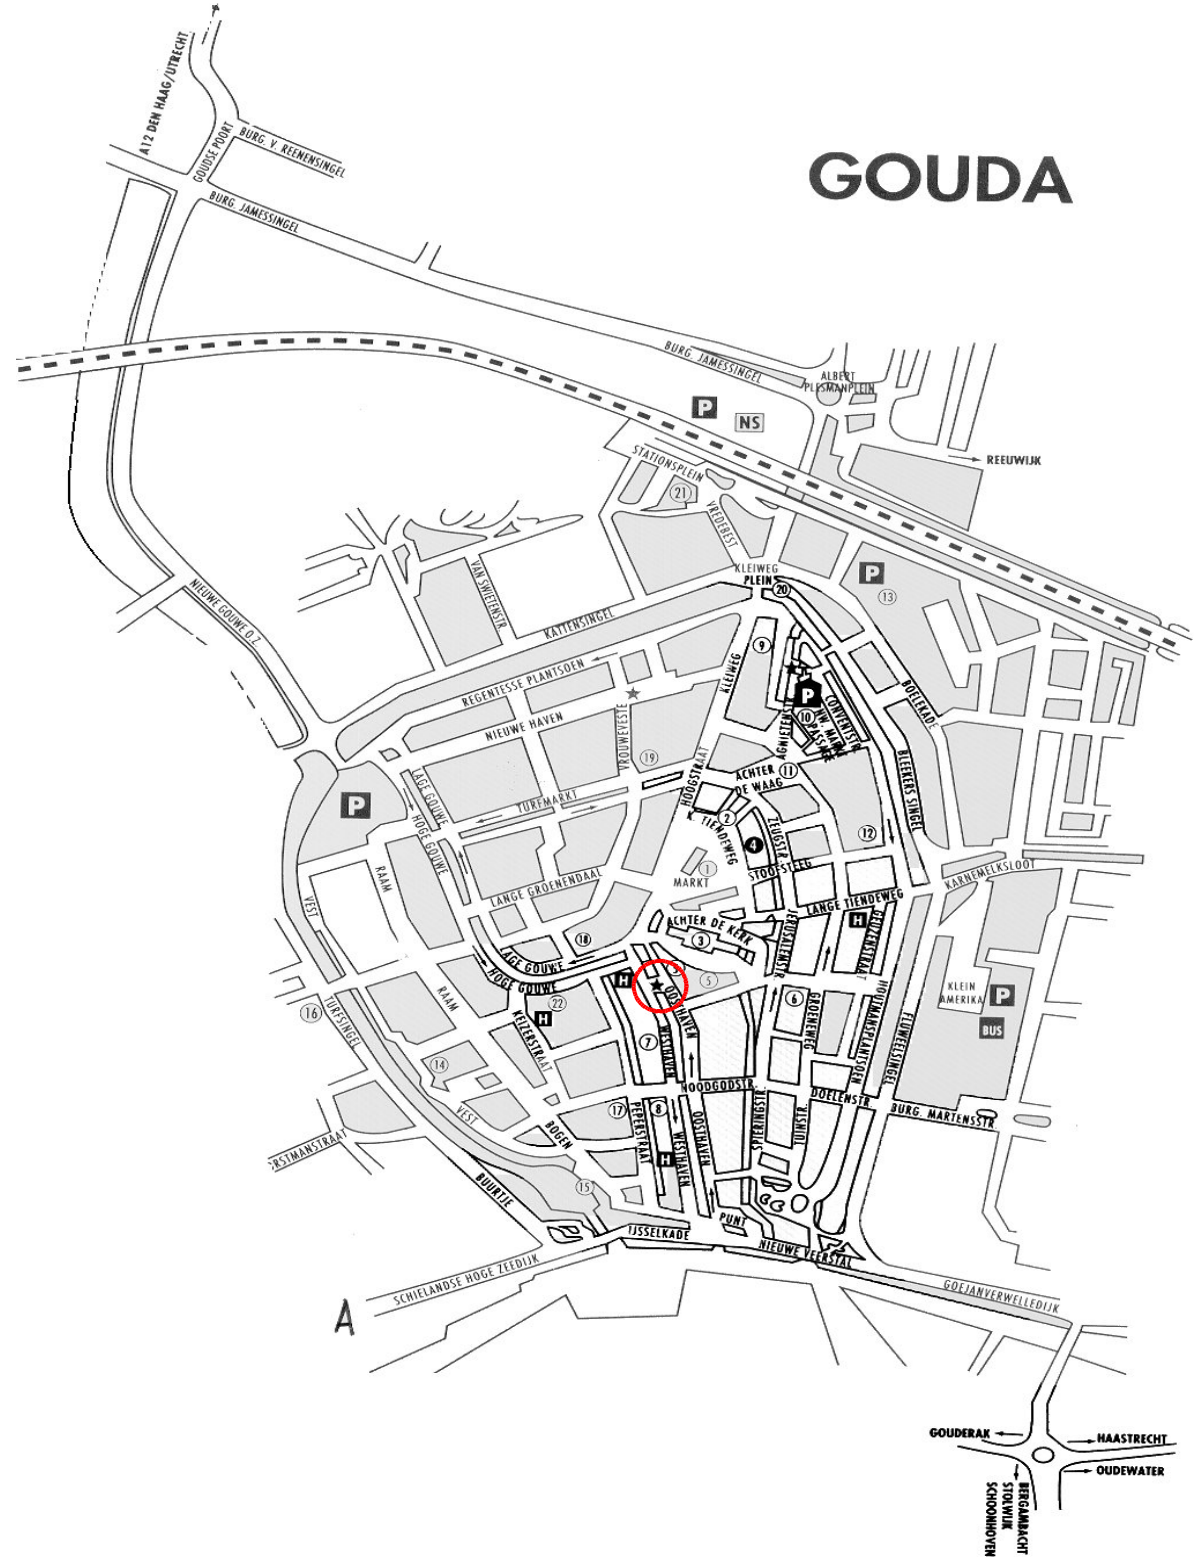 GOUDA
A12 DEN HAAG/UTRECHT
GOUDSE POORT
BURG. V. REENENSINGEL
BURG. JAMESSINGEL
BURG. JAMESSINGEL
ALBERT
PLESMANPLEIN
P
NS
REEUWIJK
STATIONSPLEIN
21
VREDEBEST
KLEIWEG
PLEIN
20
P
13
NIEUWE GOUWE O.Z.
VAN SWIETENSTR.
KATTENSINGEL
REGENTESSE PLANTSOEN
NIEUWE HAVEN
VROUWEVESTE
19
KLEIWEG
9
P
10
CONVENTSTR.
BOELEKADE
BLEEKERS SINGEL
HOOGSTRAAT
ACHTER
DE WAAG
11
P
LAGE GOUWE
HOGE GOUWE
TURFMARKT
2
K. TIENDEWEG
4
ZEUGSTR.
12
STOOFSTEEG
1
MARKT
KARNEMELKSLOOT
RAAM
LANGE GROENENDAAL
LANGE TIENDEWEG
VEST
ACHTER DE KERK
3
JERUSALEMSTR.
H
GEUZENSTRAAT
18
LAGE GOUWE
HOGE GOUWE
H
5
22
H
OOSTHAVEN
6
GROENEWEG
HOUTMANSPLANTSOEN
FLUWEELSINGEL
KLEIN
AMERIKA
P
BUS
RAAM
16
TURFSINGEL
KEIZERSTRAAT
7
WESTHAVEN
14
NOODGODSTR.
DOELENSTR.
BURG. MARTENSSTR.
VEST
17
8
PEPERSTRAAT
WESTHAVEN
OOSTHAVEN
SPIERINGSTR.
TUINSTR.
BOGEN
H
15
BUURTJE
PUNT
IJSSELKADE
NIEUWE VEERSTAL
SCHIELANDSE HOGE ZEEDIJK
GOEJANVERWELLEDIJK
A
GOUDERAK
HAASTRECHT
OUDEWATER
BERGAMBACHT
STOLWIJK
SCHOONHOVEN